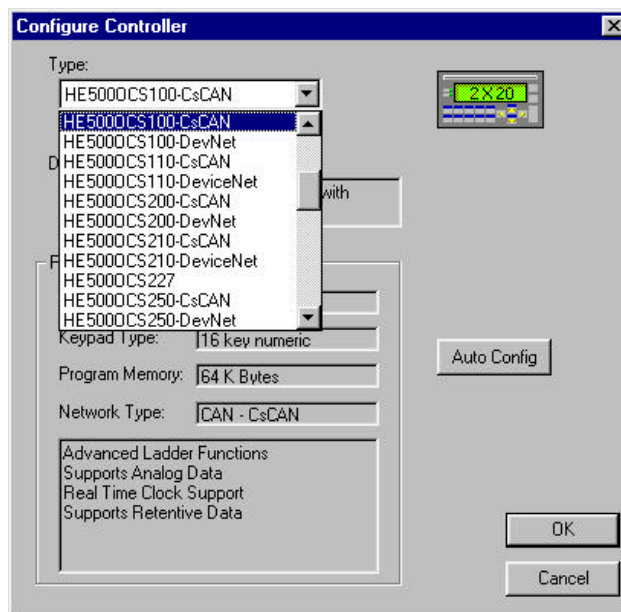 Configure Controller
Type:
HE500OCS100-CsCAN
2X20
HE500OCS100-CsCAN
HE500OCS100-DevNet
HE500OCS110-CsCAN
D
HE500OCS110-DeviceNet
with
HE500OCS200-CsCAN
HE500OCS200-DevNet
HE500OCS210-CsCAN
HE500OCS210-DeviceNet
F
HE500OCS227
HE500OCS250-CsCAN
HE500OCS250-DevNet
Keypad Type: 16 key numeric
Auto Config
Program Memory: 64 K Bytes
Network Type: CAN - CsCAN
Advanced Ladder Functions
Supports Analog Data
Real Time Clock Support
Supports Retentive Data
OK
Cancel